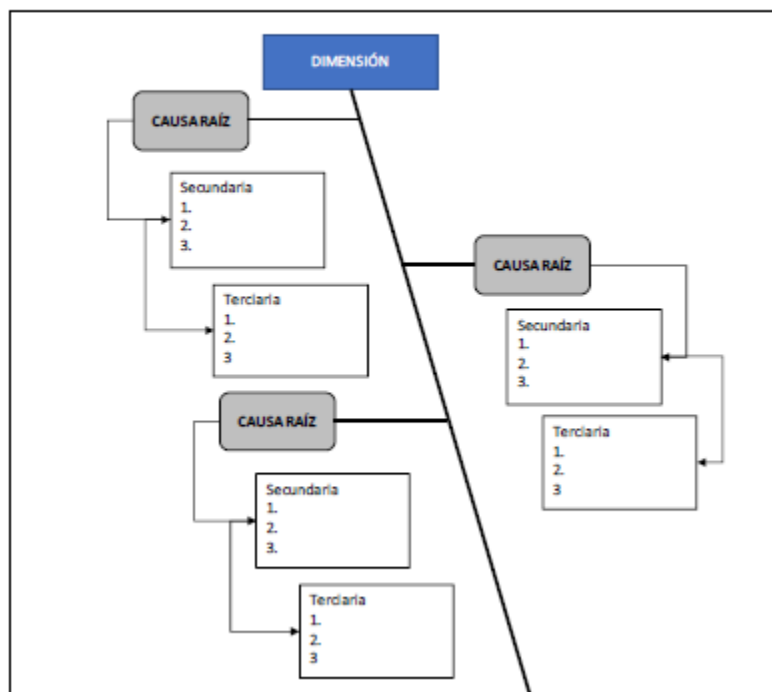 DIMENSIÓN
CAUSA RAÍZ
Secundaria
1.
2.
3.
Terciaria
1.
2.
3
CAUSA RAÍZ
Secundaria
1.
2.
3.
Terciaria
1.
2.
3
CAUSA RAÍZ
Secundaria
1.
2.
3.
Terciaria
1.
2.
3